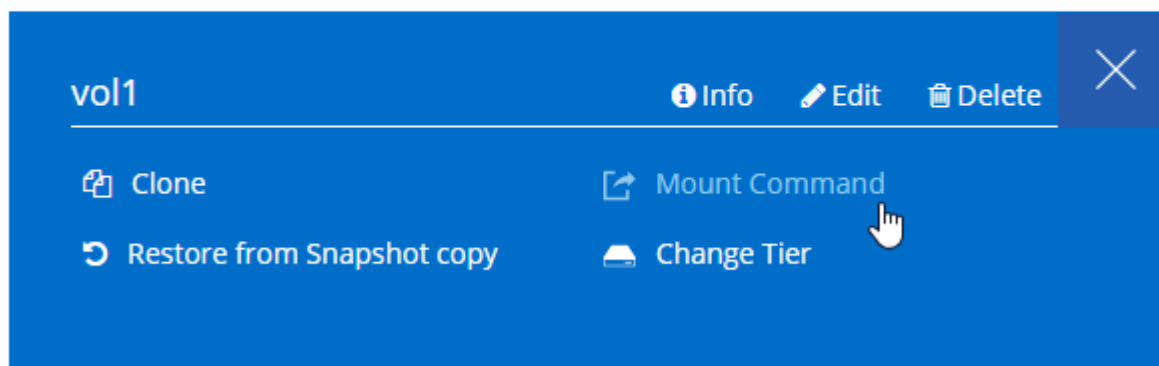 vol1 Info Edit Delete
Clone Mount Command
Restore from Snapshot copy Change Tier